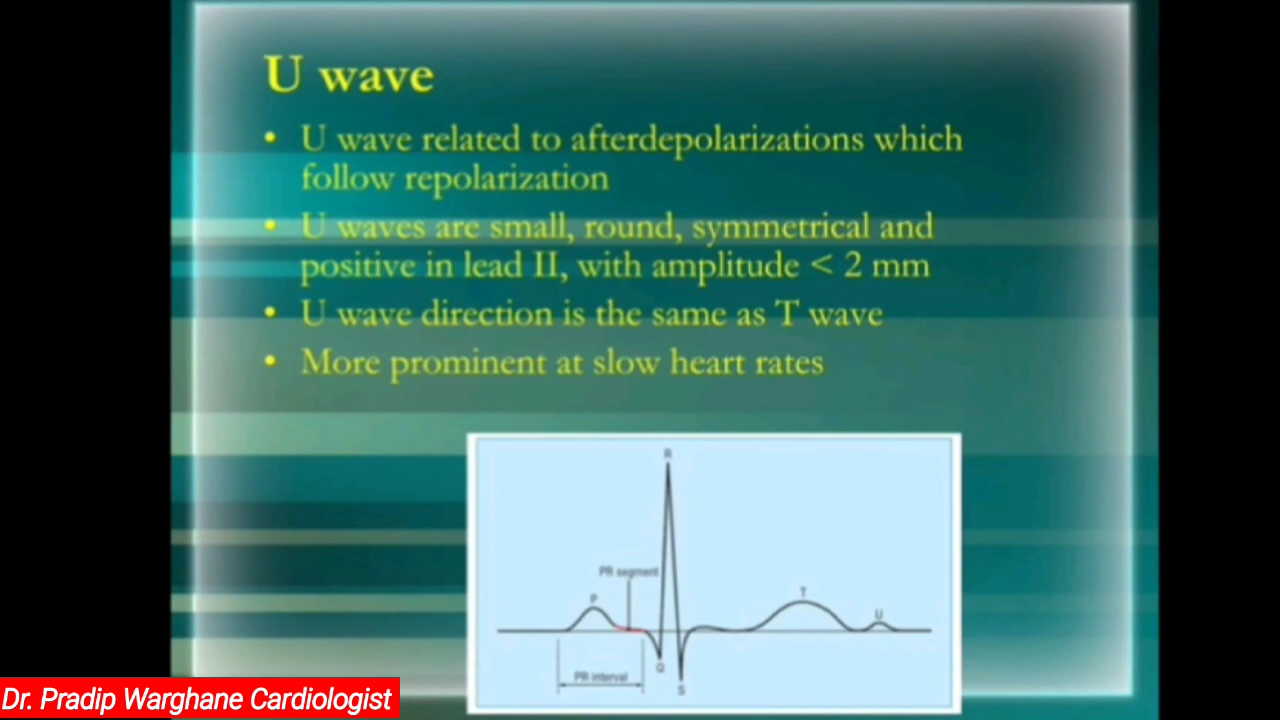 U wave
• U wave related to afterdepolarizations which
follow repolarization
• U waves are small, round, symmetrical and
positive in lead II, with amplitude < 2 mm
• U wave direction is the same as T wave
• More prominent at slow heart rates
R
PR segment
P
T
U
Q
PR interval
S
Dr. Pradip Warghane Cardiologist